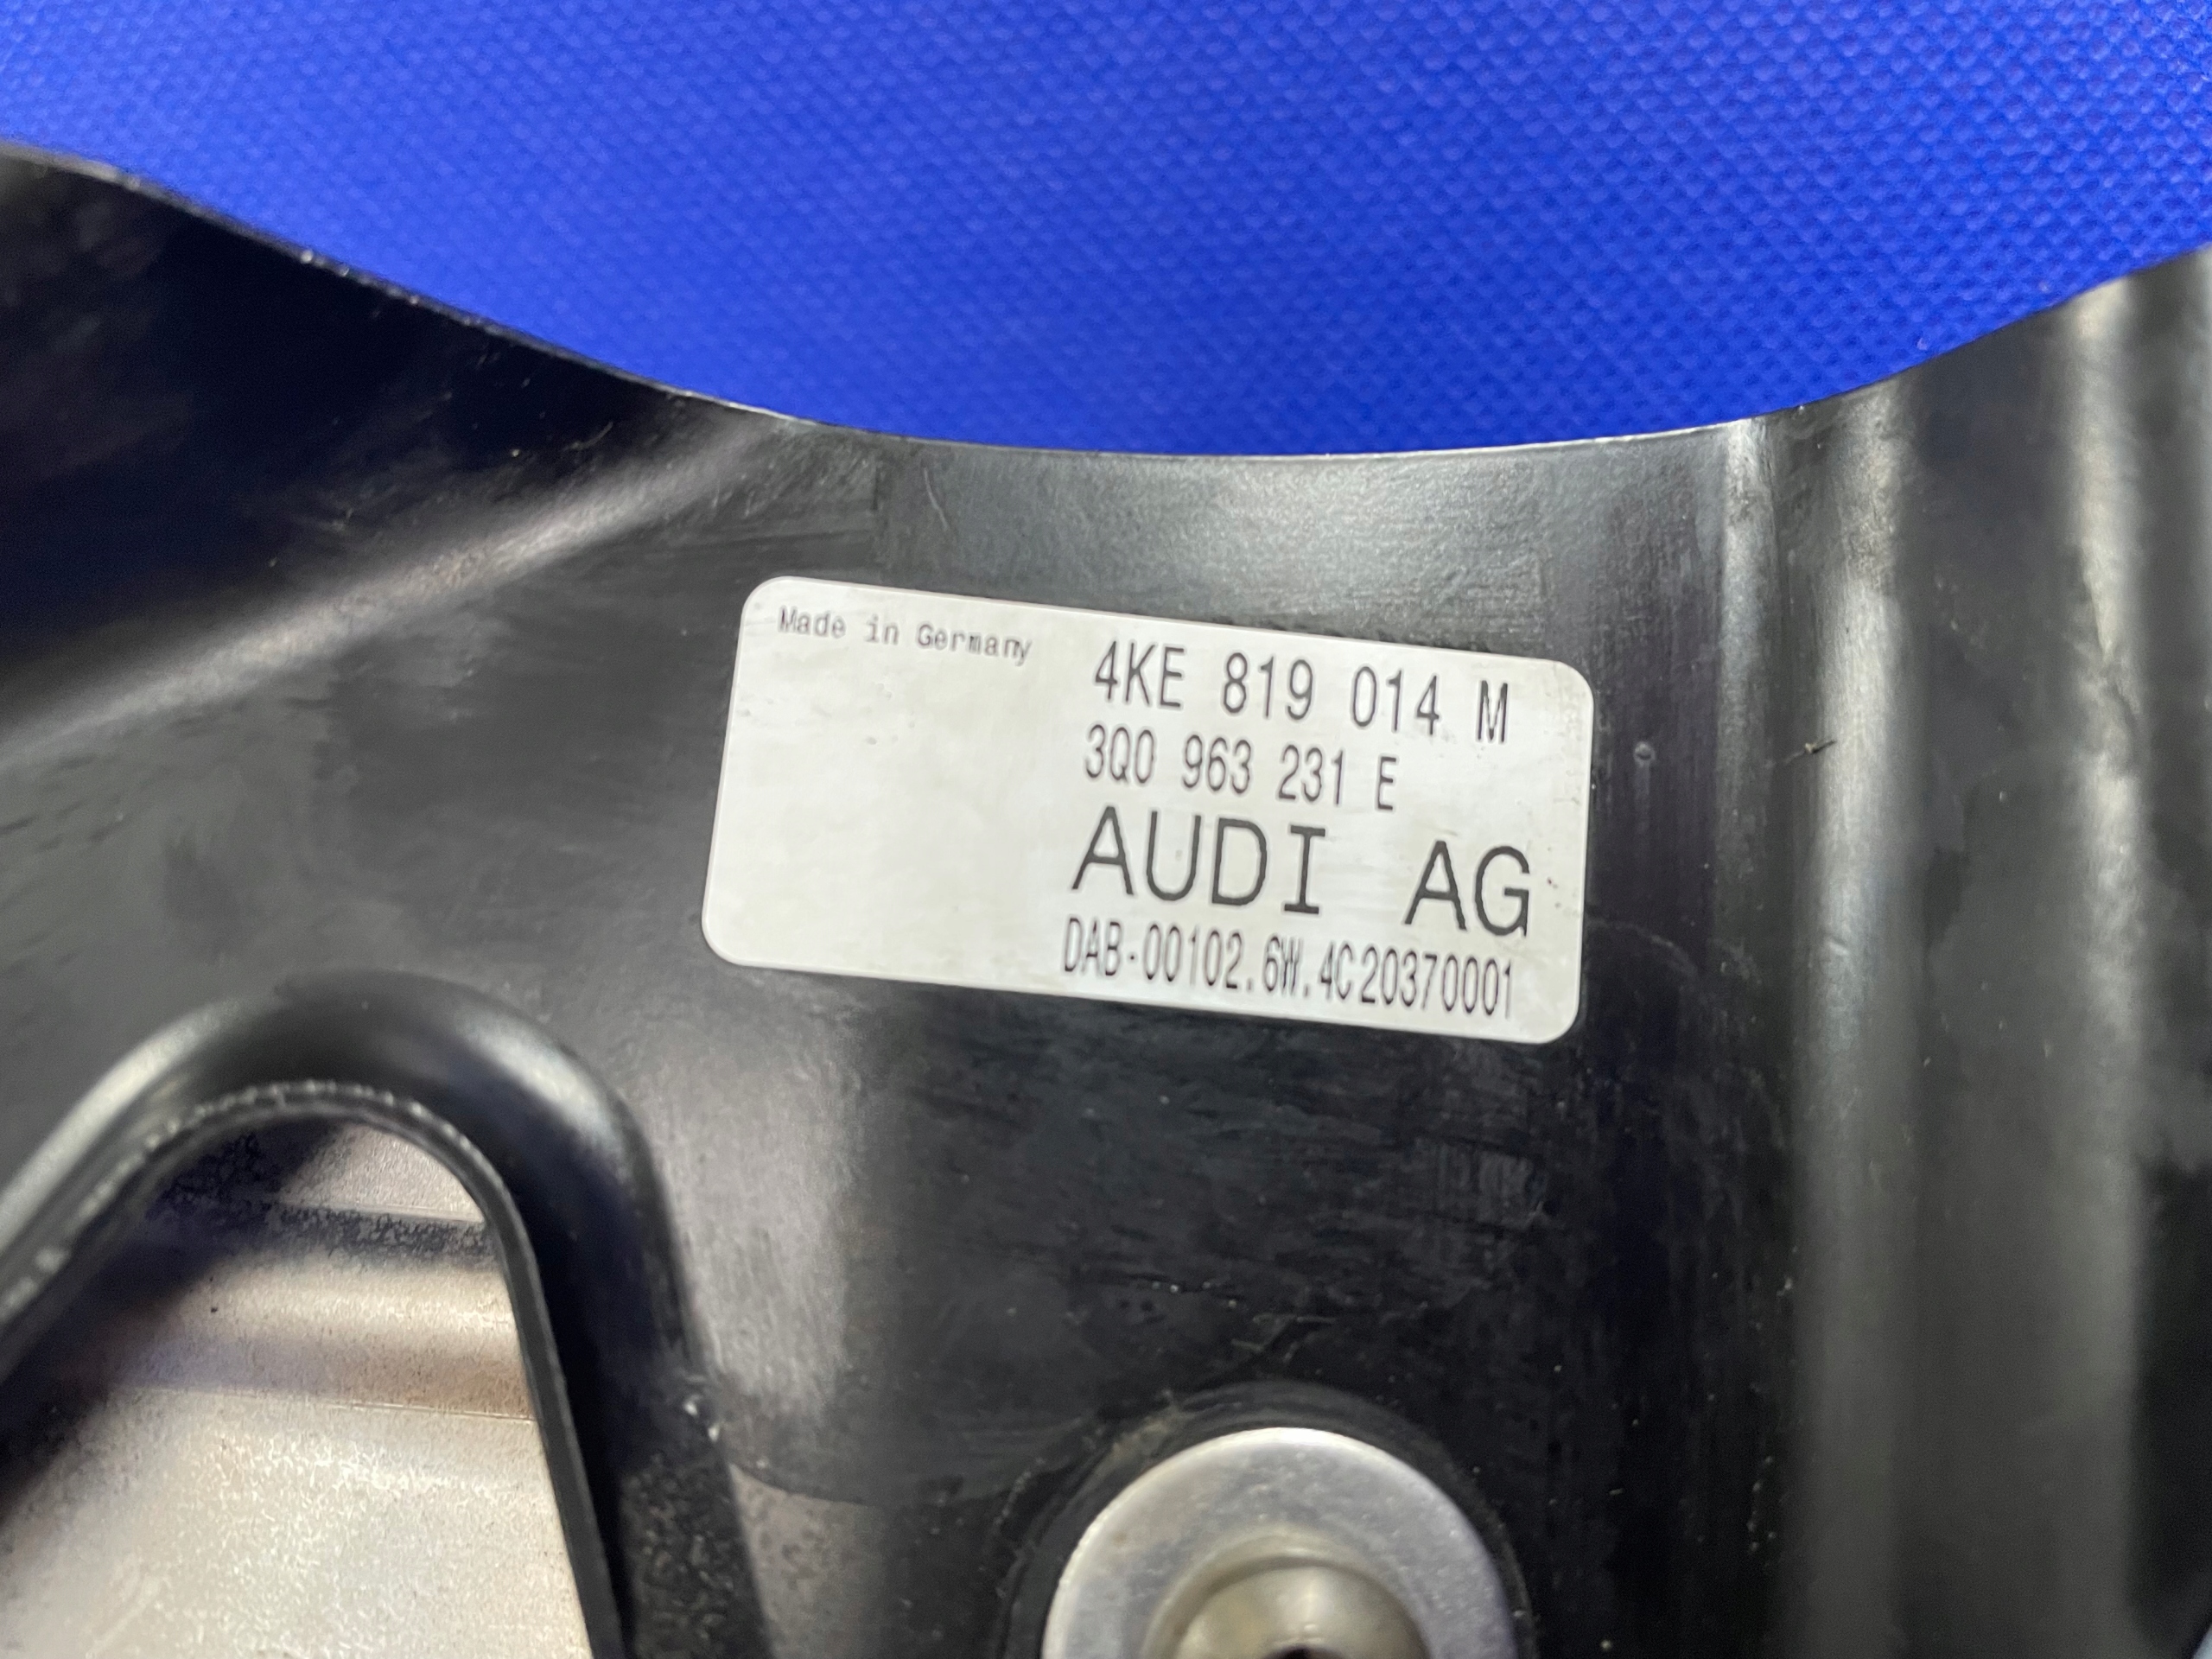 Made in Germany
4KE 819 014 M
3Q0 963 231 E
AUDI AG
DAB-00102.6W.4C20370001